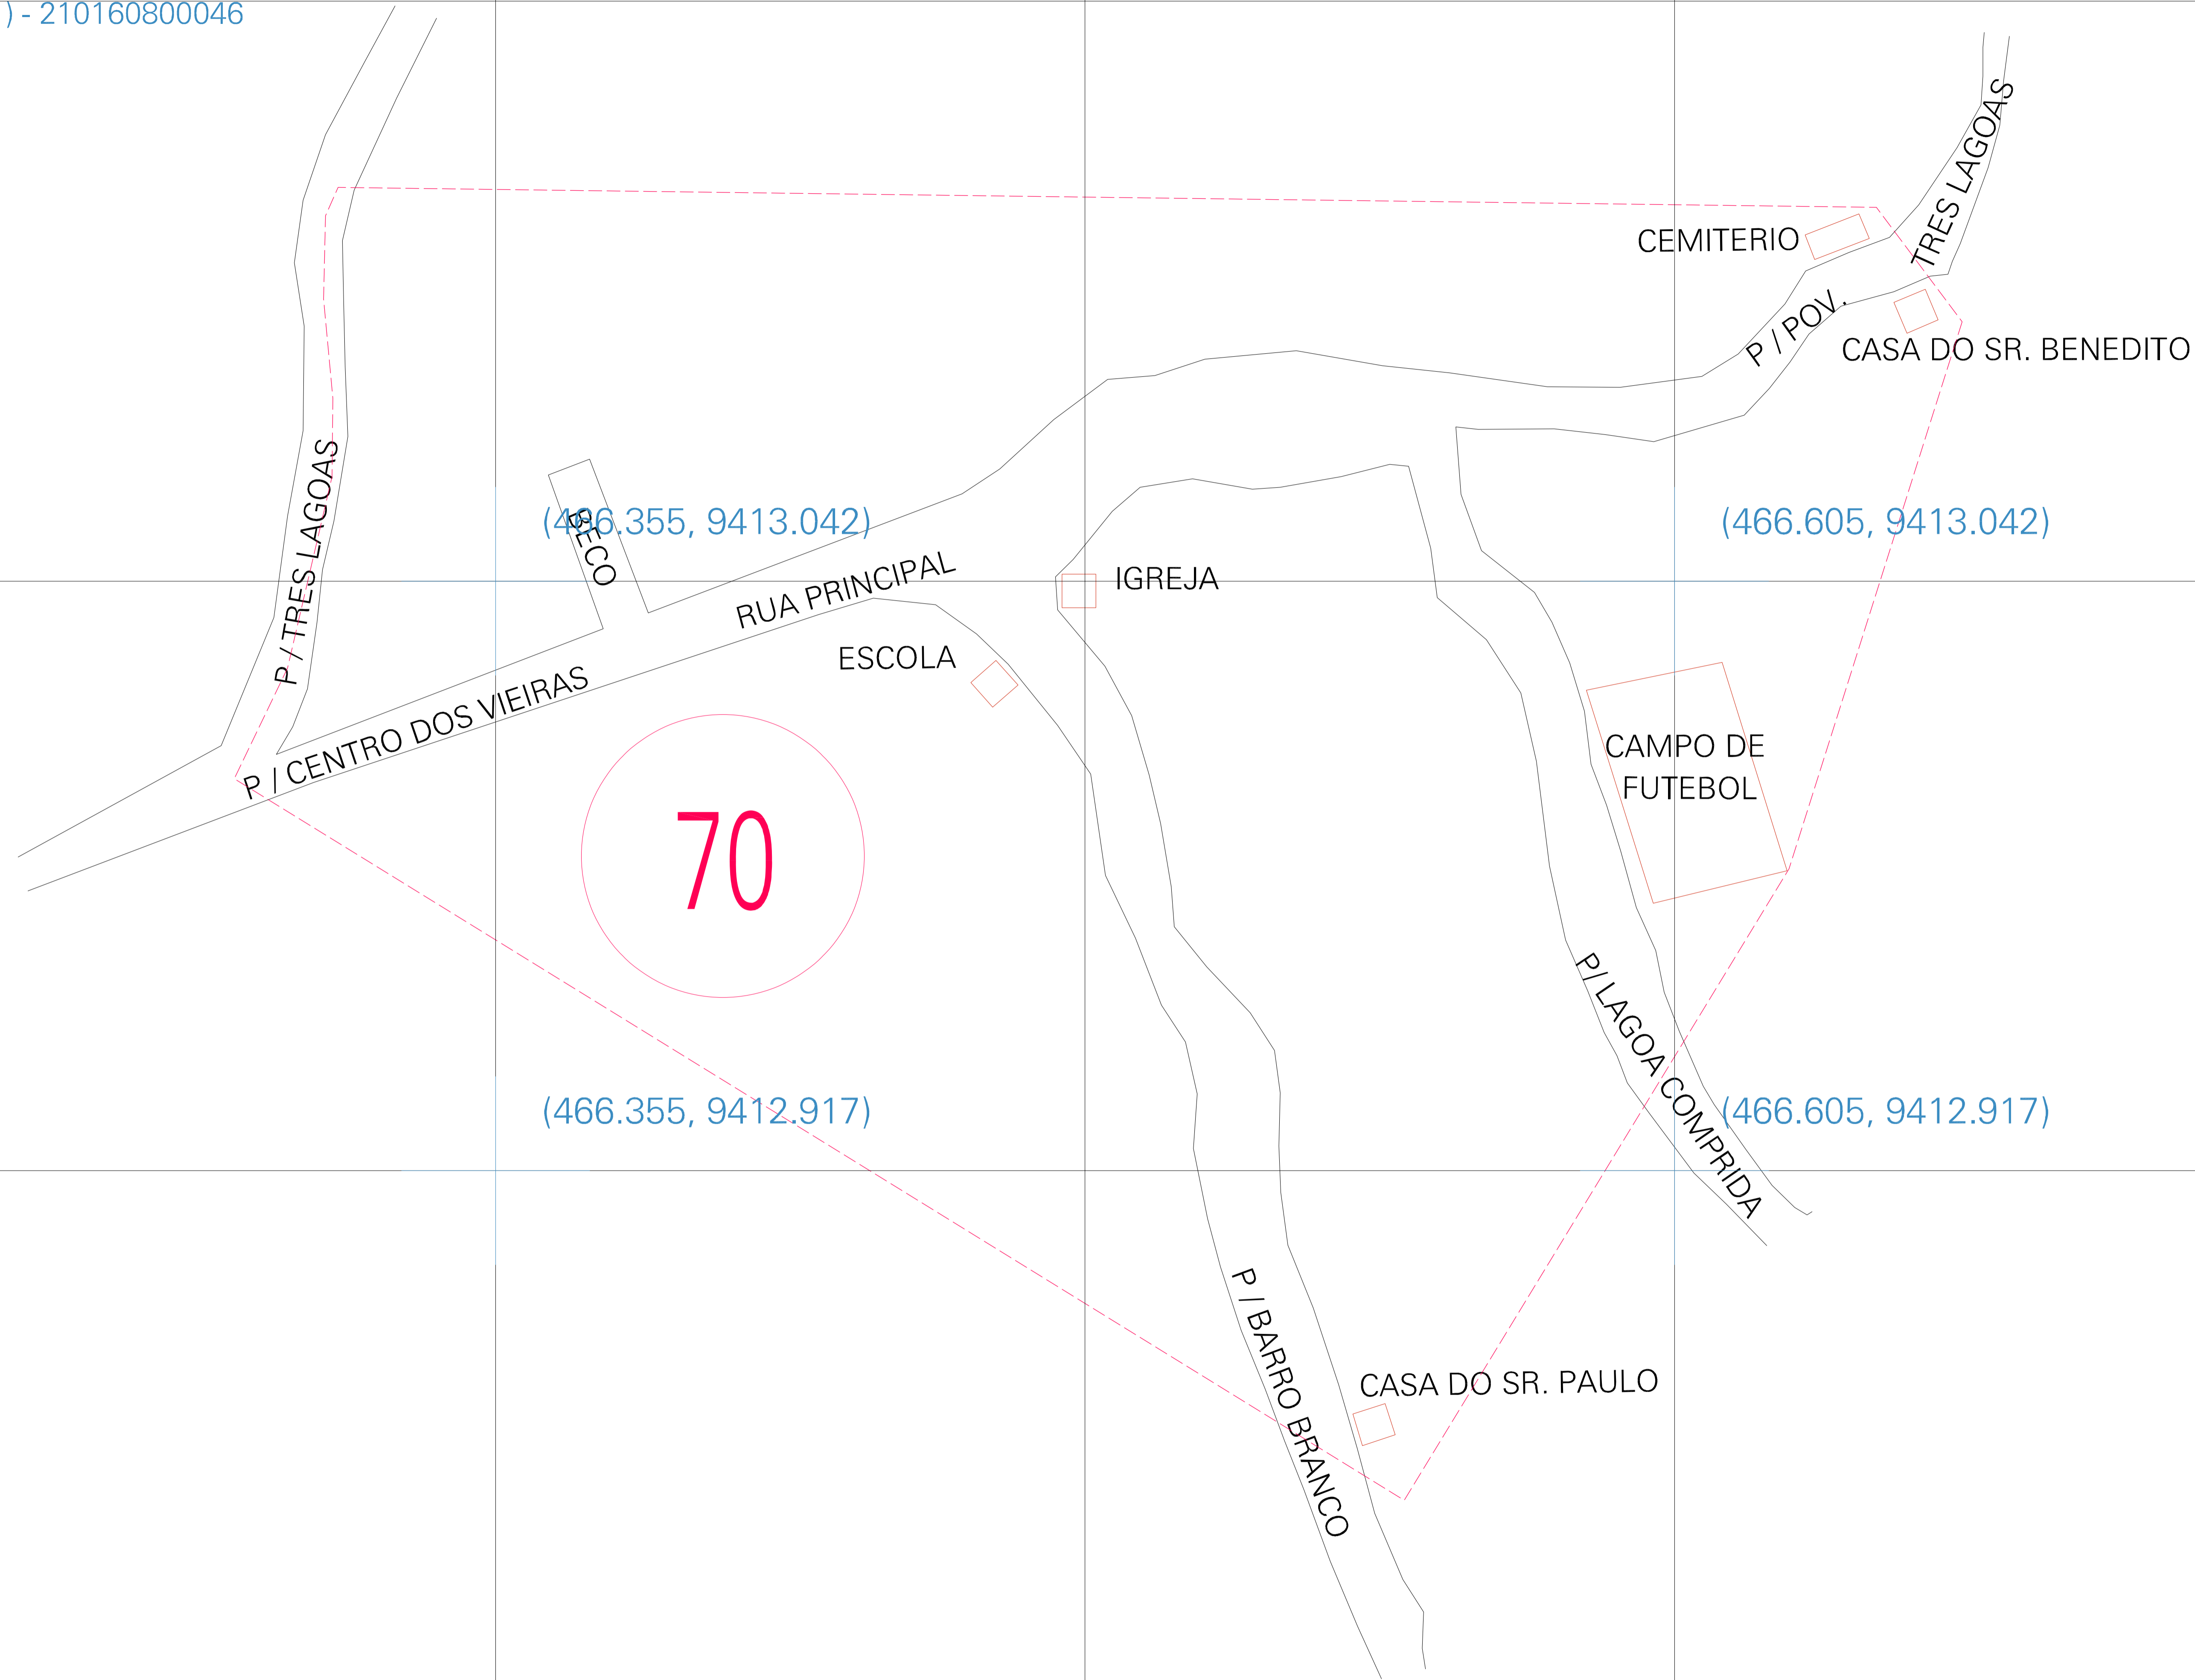 ) - 210160800046
TRES LAGOAS
CEMITERIO
P / POV.
CASA DO SR. BENEDITO
P / TRES LAGOAS
BECO
(466.355, 9413.042)
(466.605, 9413.042)
RUA PRINCIPAL
IGREJA
ESCOLA
P / CENTRO DOS VIEIRAS
CAMPO DE
FUTEBOL
70
P/ LAGOA COMPRIDA
(466.355, 9412.917)
(466.605, 9412.917)
P / BARRO BRANCO
CASA DO SR. PAULO